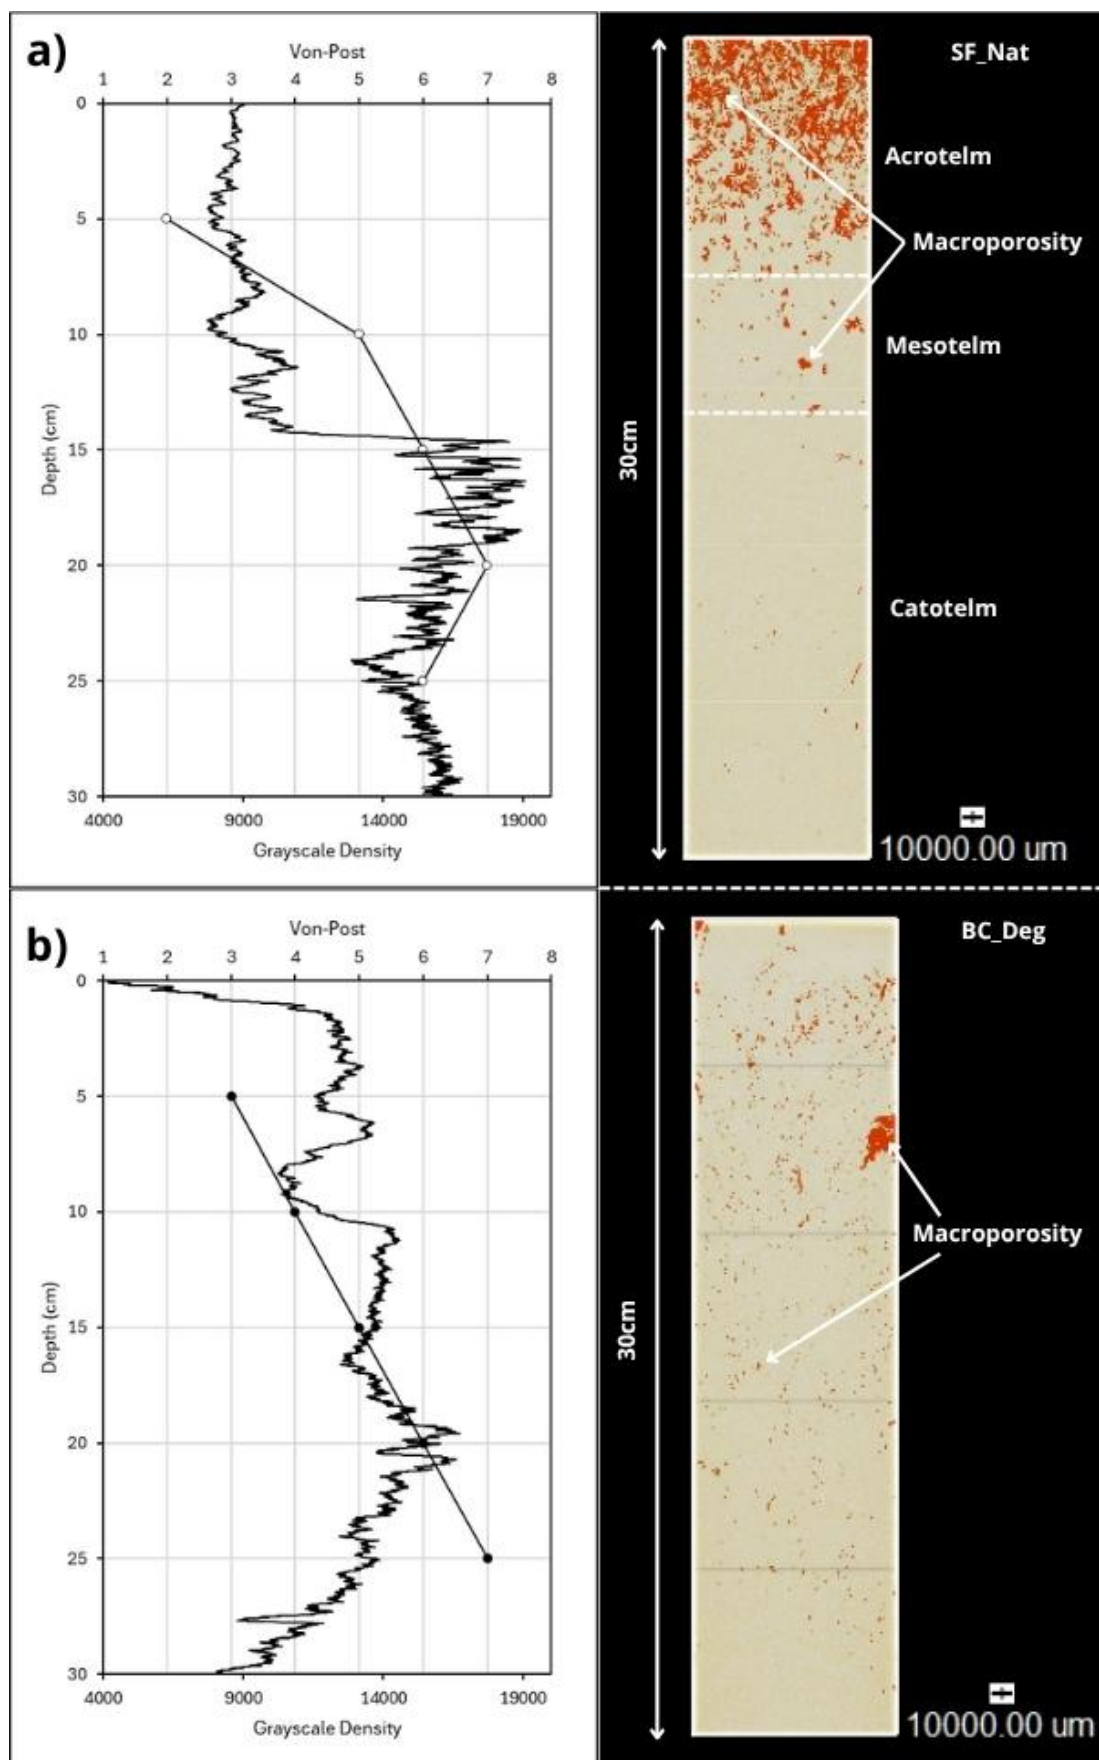 a)
Von-Post
1 2 3 4 5 6 7 8
0
5
10
15
20
25
30
Depth (cm)
4000 9000 14000 19000
Grayscale Density
SF_Nat
Acrotelm
Macroporosity
Mesotelm
30cm
Catotelm
10000.00 um
b)
Von-Post
1 2 3 4 5 6 7 8
0
5
10
15
20
25
30
Depth (cm)
4000 9000 14000 19000
Grayscale Density
BC_Deg
Macroporosity
30cm
10000.00 um